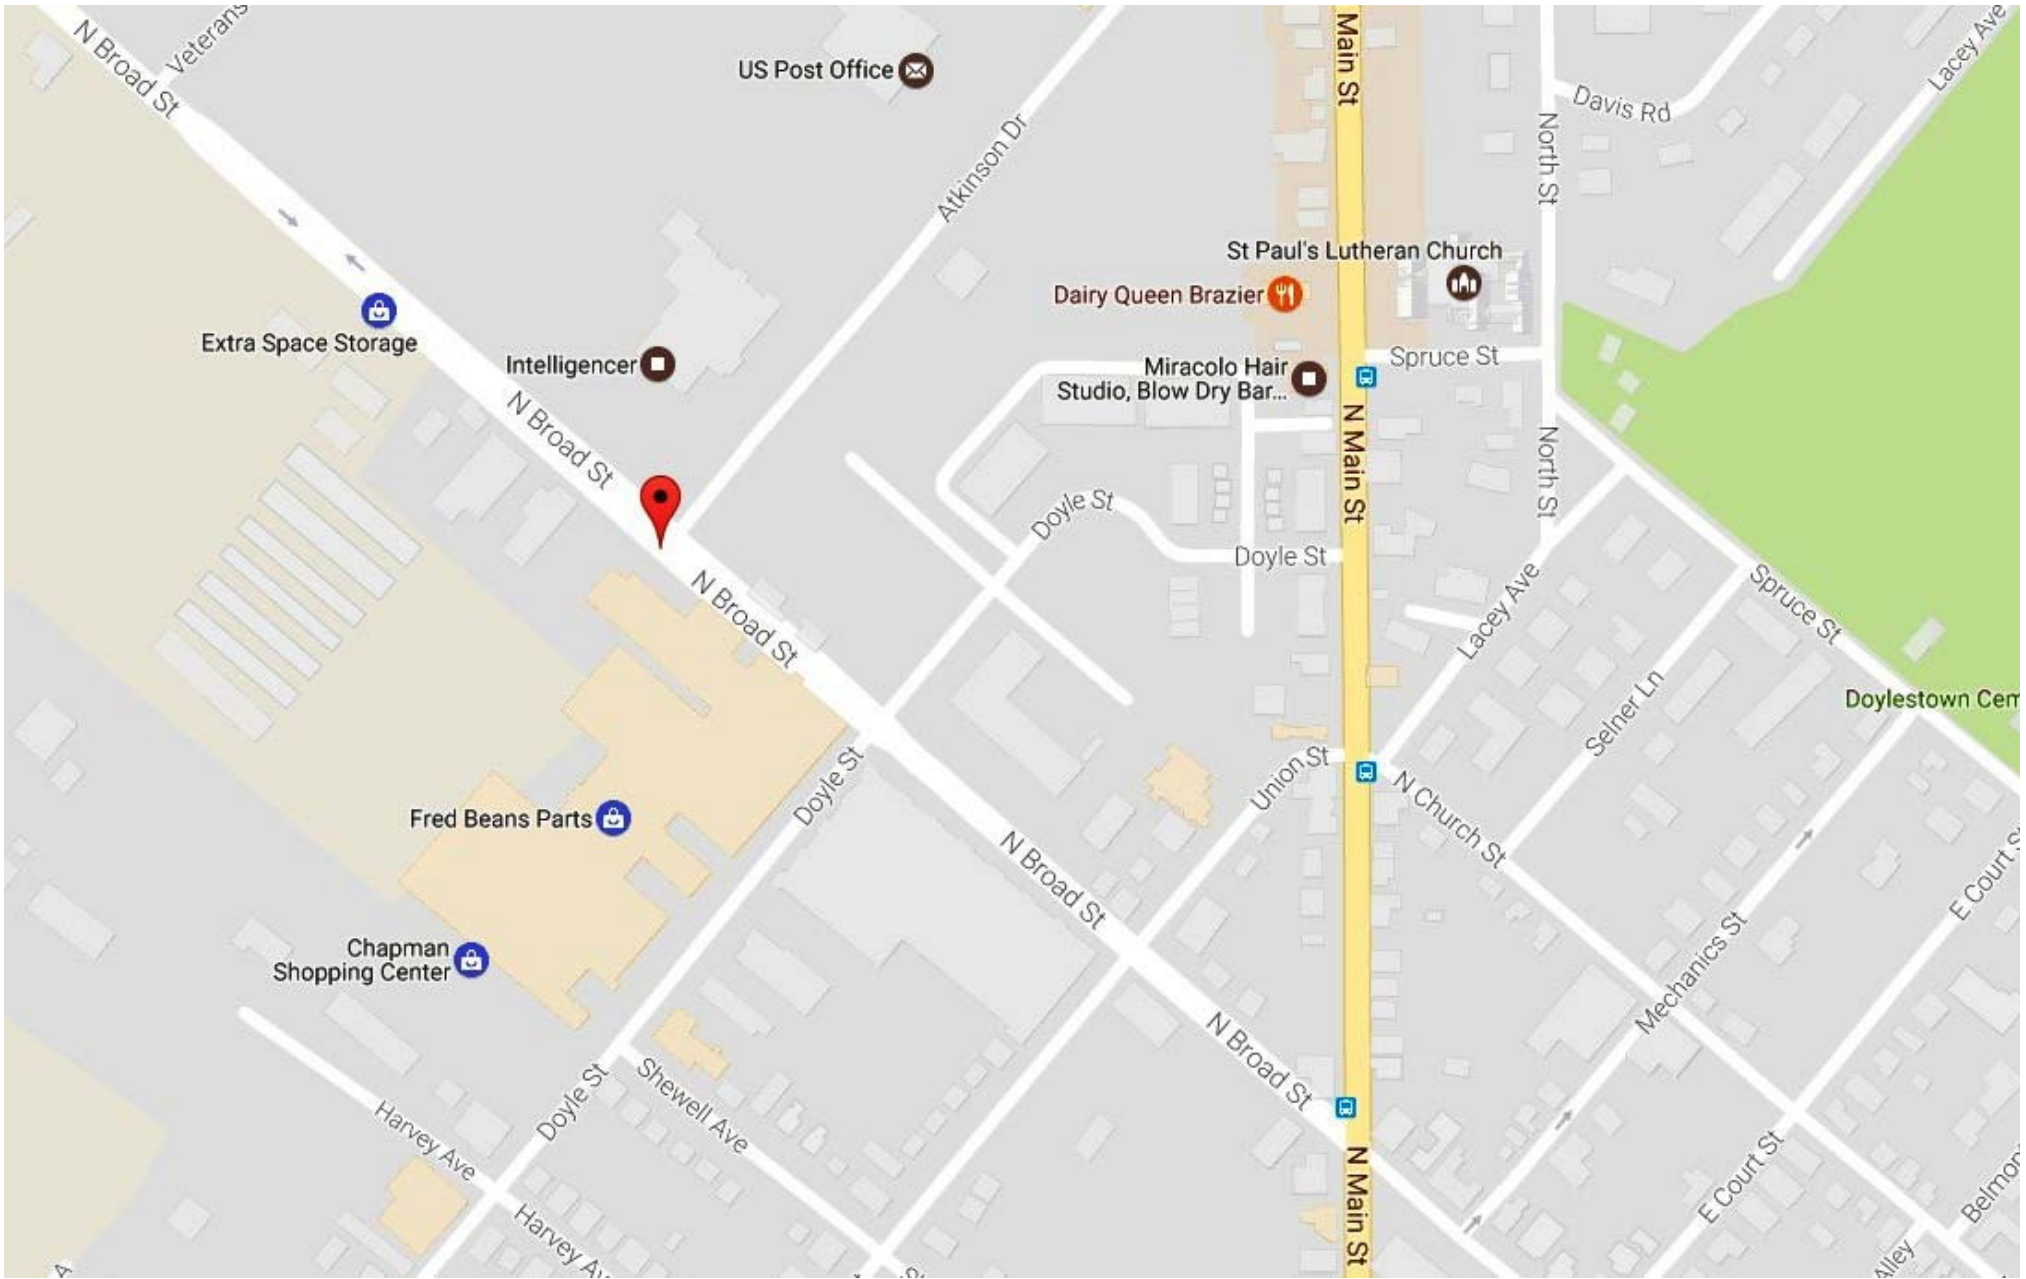 N Broad St
Veterans
US Post Office
Main St
Lacey Ave
Davis Rd
North St
Atkinson Dr
St Paul's Lutheran Church
Dairy Queen Brazier
Extra Space Storage
Intelligencer
Miracolo Hair
Studio, Blow Dry Bar...
Spruce St
N Broad St
N Main St
North St
Doyle St
Doyle St
N Broad St
Lacey Ave
Spruce St
Selner Ln
Doylestown Cem
Union St
Doyle St
N Church St
Fred Beans Parts
N Broad St
E Court S
Mechanics St
Chapman
Shopping Center
N Broad St
Doyle St
Shewell Ave
Harvey Ave
E Court St
N Main St
Belmon
Harvey Av
Alley